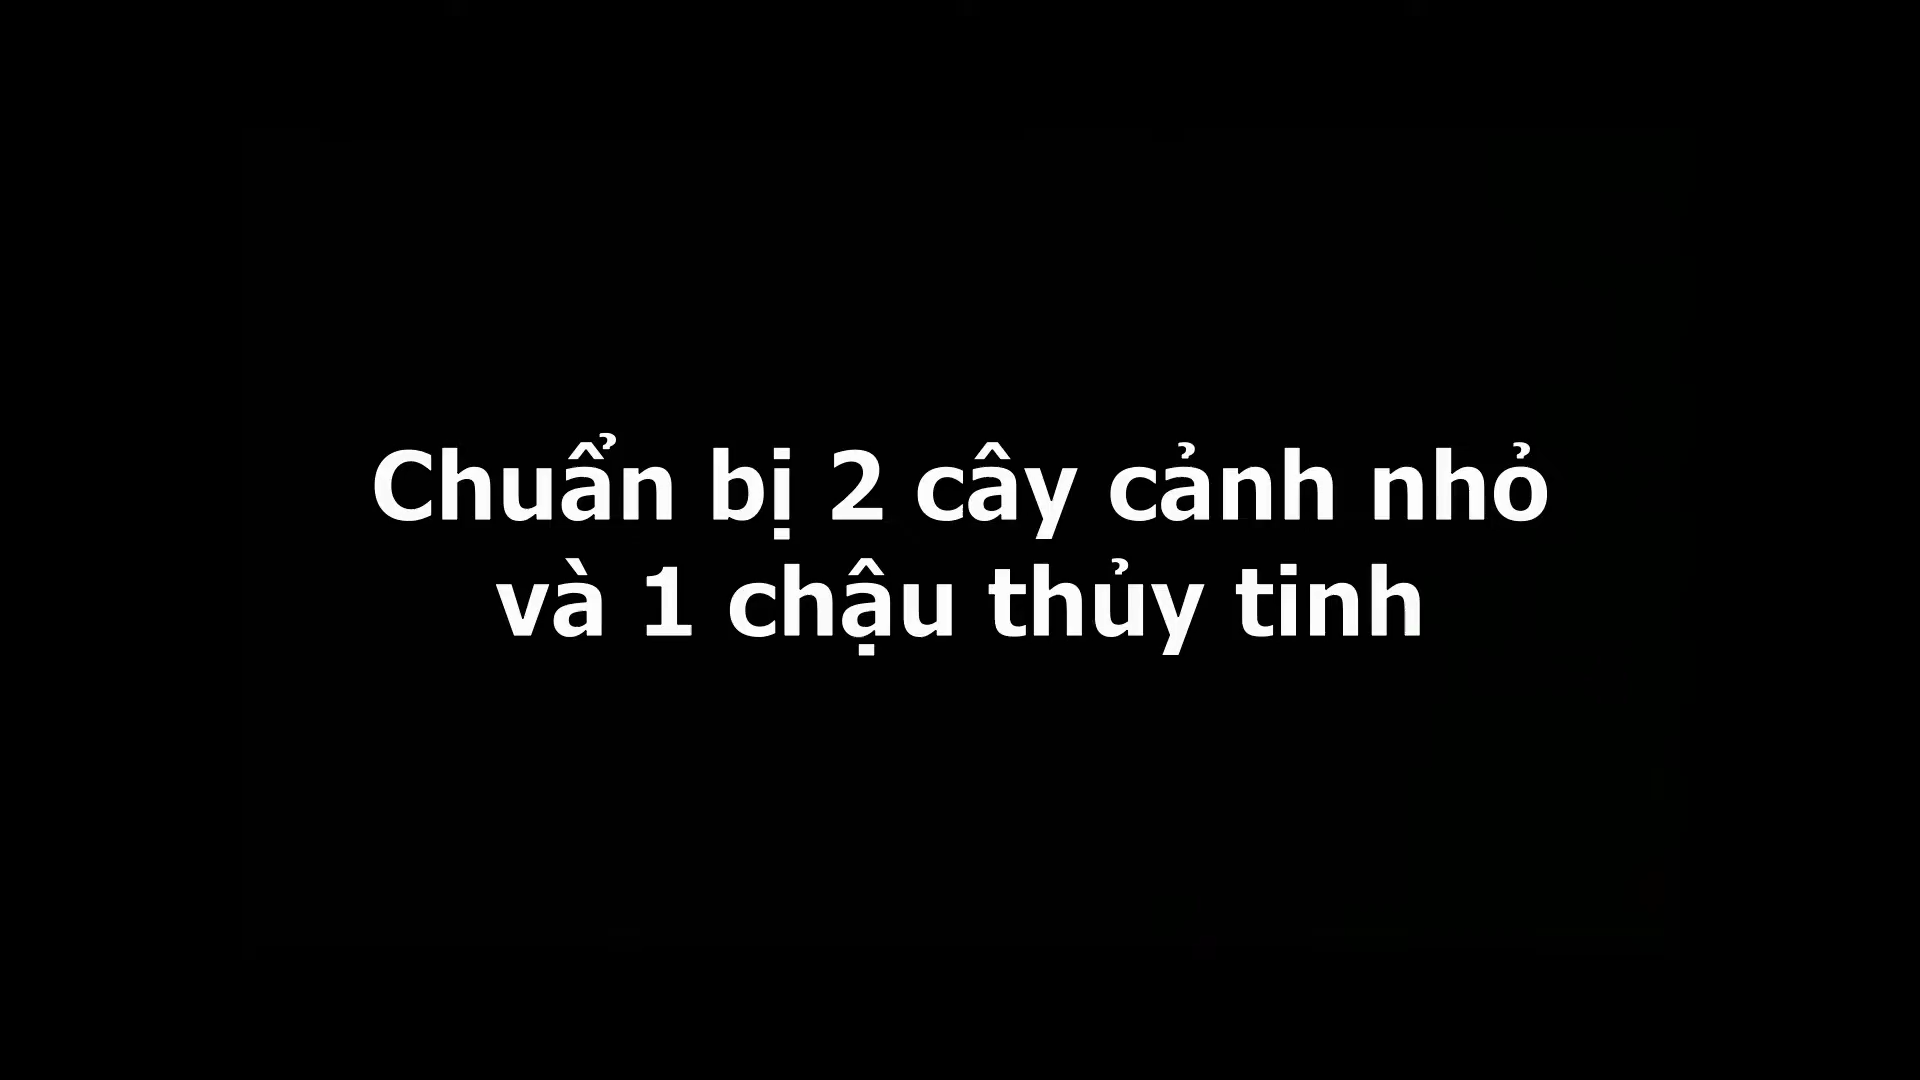 Chuẩn bị 2 cây cảnh nhỏ
và 1 chậu thủy tinh